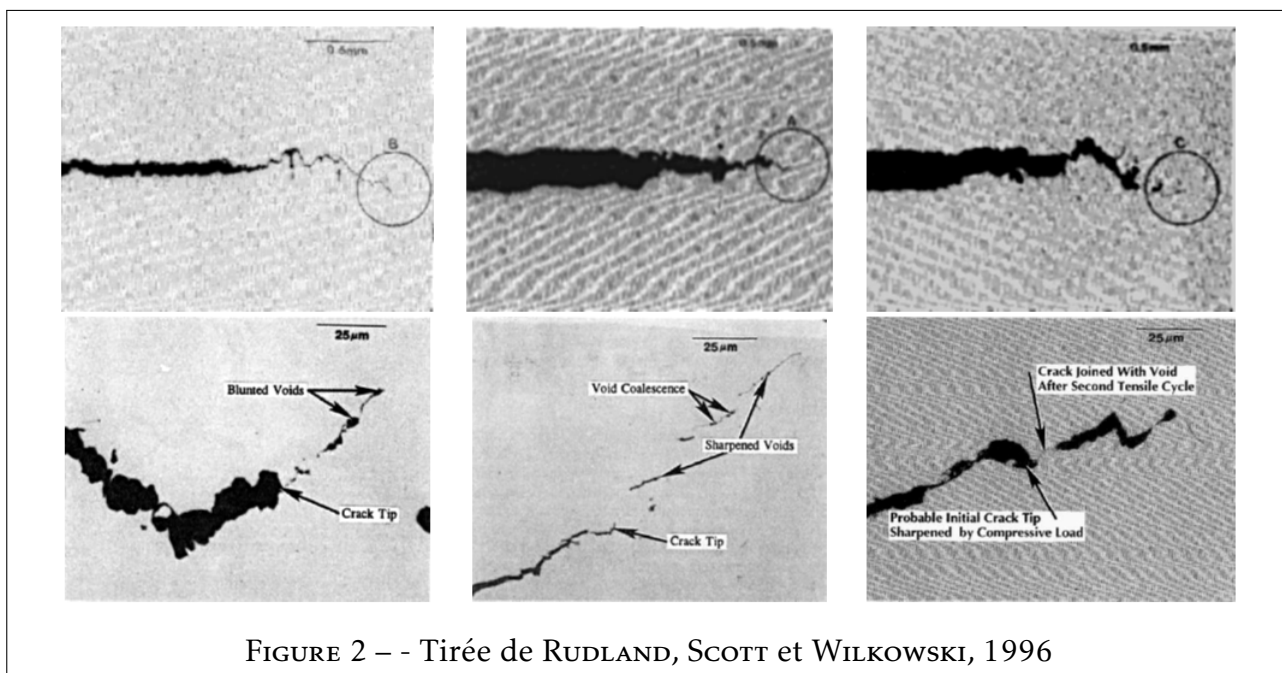 0.5mm
B
0.5mm
A
0.5mm
C
25μm
Blunted Voids
Crack Tip
25μm
Void Coalescence
Sharpened Voids
Crack Tip
25μm
Crack Joined With Void
After Second Tensile Cycle
Probable Initial Crack Tip
Sharpened by Compressive Load
FIGURE 2 – - Tirée de RUDLAND, SCOTT et WILKOWSKI, 1996